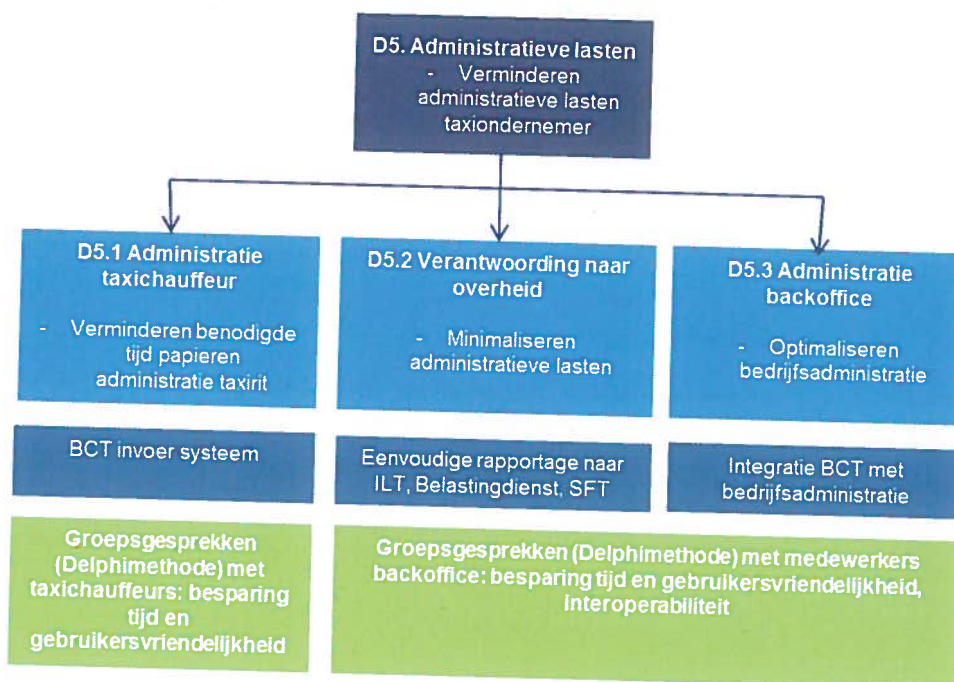 D5. Administratieve lasten
- Verminderen
administratieve lasten
taxiondernemer
D5.1 Administratie
taxichauffeur
- Verminderen benodigde
tijd papieren
administratie taxirit
D5.2 Verantwoording naar
overheid
- Minimaliseren
administratieve lasten
D5.3 Administratie
backoffice
- Optimaliseren
bedrijfsadministratie
BCT invoer systeem
Eenvoudige rapportage naar
ILT, Belastingdienst, SFT
Integratie BCT met
bedrijfsadministratie
Groepsgesprekken
(Delphimethode) met
taxichauffeurs: besparing
tijd en
gebruikersvriendelijkheid
Groepsgesprekken (Delphimethode) met medewerkers
backoffice: besparing tijd en gebruikersvriendelijkheid,
interoperabiliteit